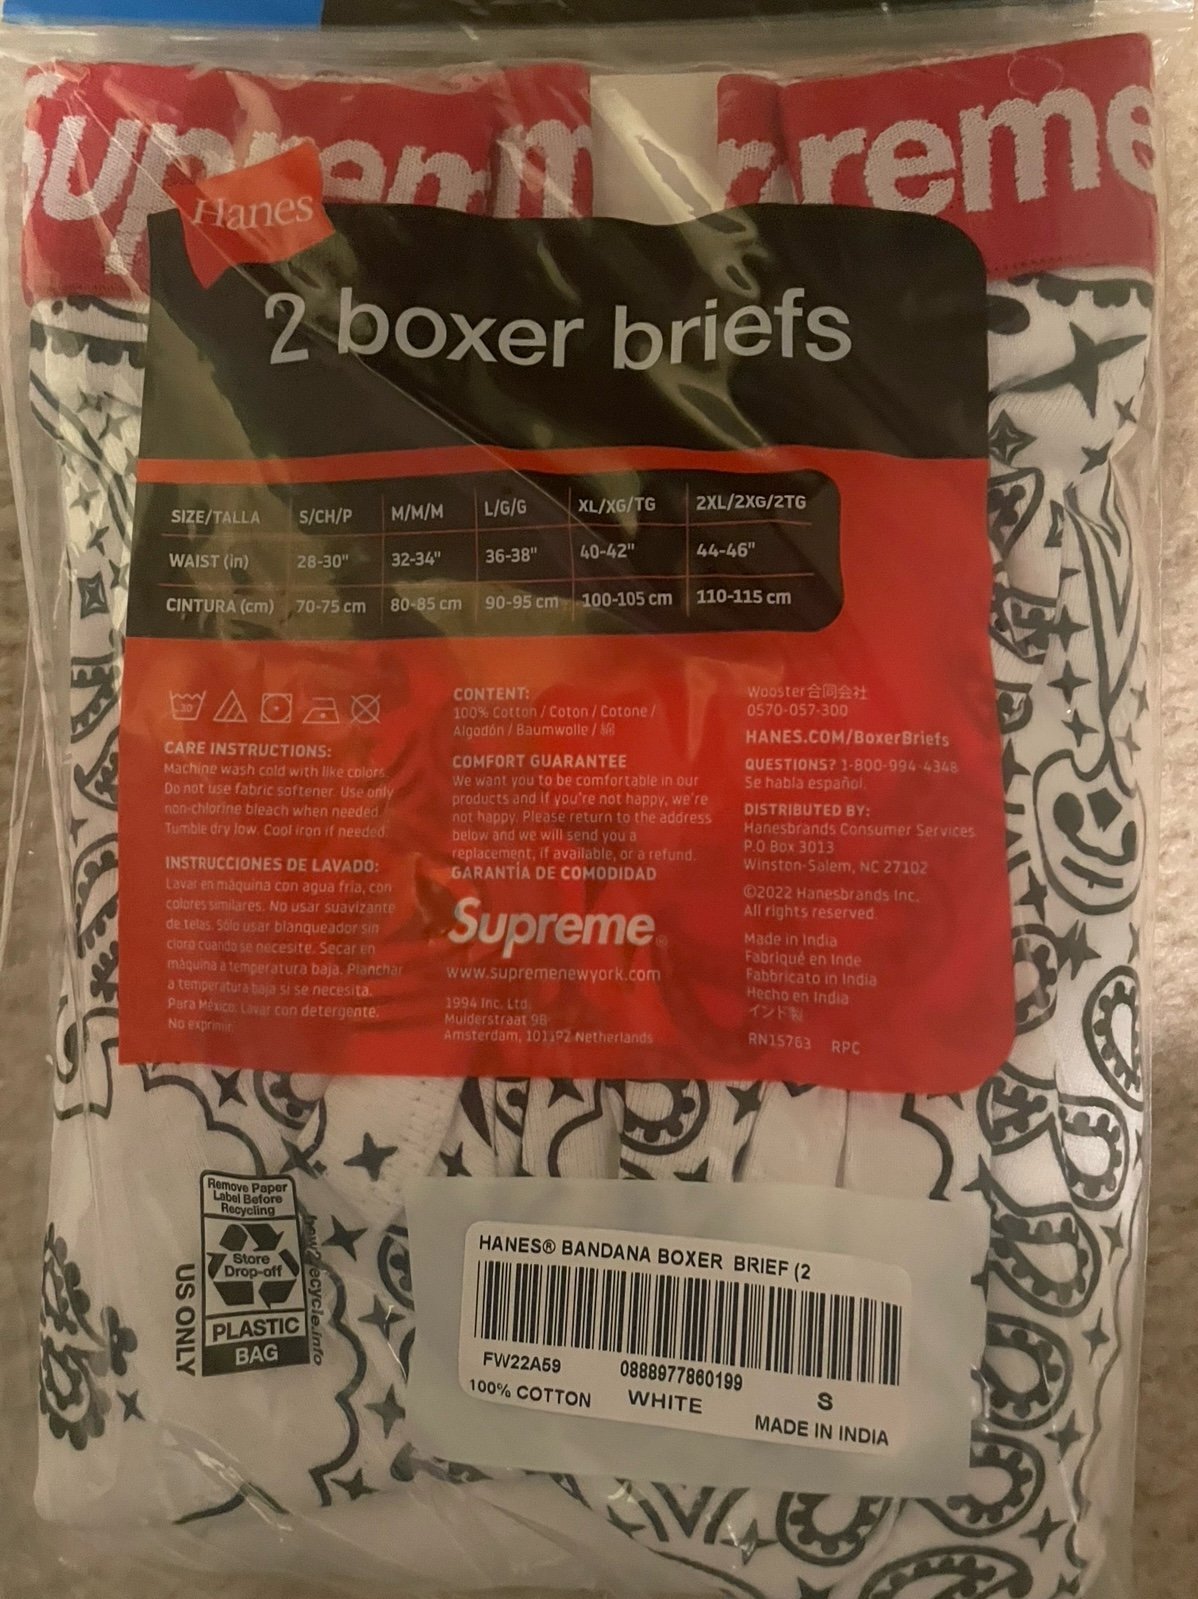 Supreme
preme
Hanes
2 boxer briefs
SIZE/TALLA S/CH/P M/M/M L/G/G XL/XG/TG 2XL/2XG/2TG
WAIST (in) 28-30" 32-34" 36-38" 40-42" 44-46"
CINTURA (cm) 70-75 cm 80-85 cm 90-95 cm 100-105 cm 110-115 cm
30
CARE INSTRUCTIONS:
Machine wash cold with like colors.
Do not use fabric softener. Use only
non-chlorine bleach when needed.
Tumble dry low. Cool iron if needed.
INSTRUCCIONES DE LAVADO:
Lavar en máquina con agua fría, con
colores similares. No usar suavizante
de telas. Sólo usar blanqueador sin
cloro cuando se necesite. Secar en
máquina a temperatura baja. Planchar
a temperatura baja si se necesita.
Para México: Lavar con detergente.
No exprimir.
CONTENT:
100% Cotton / Coton / Cotone /
Algodón / Baumwolle / 綿
COMFORT GUARANTEE
We want you to be comfortable in our
products and if you're not happy, we're
not happy. Please return to the address
below and we will send you a
replacement, if available, or a refund.
GARANTÍA DE COMODIDAD
Supreme®
www.supremenewyork.com
1994 Inc. Ltd.
Muiderstraat 9B
Amsterdam, 1011PZ Netherlands
Wooster合同会社
0570-057-300
HANES.COM/BoxerBriefs
QUESTIONS? 1-800-994-4348
Se habla español.
DISTRIBUTED BY:
Hanesbrands Consumer Services
P.O Box 3013
Winston-Salem, NC 27102
©2022 Hanesbrands Inc.
All rights reserved.
Made in India
Fabriqué en Inde
Fabbricato in India
Hecho en India
インド製
RN15763 RPC
Remove Paper
Label Before
Recycling
Store
Drop-off
PLASTIC
BAG
US ONLY
how2recycle.info
HANES® BANDANA BOXER BRIEF (2
FW22A59 0888977860199 S
100% COTTON WHITE MADE IN INDIA